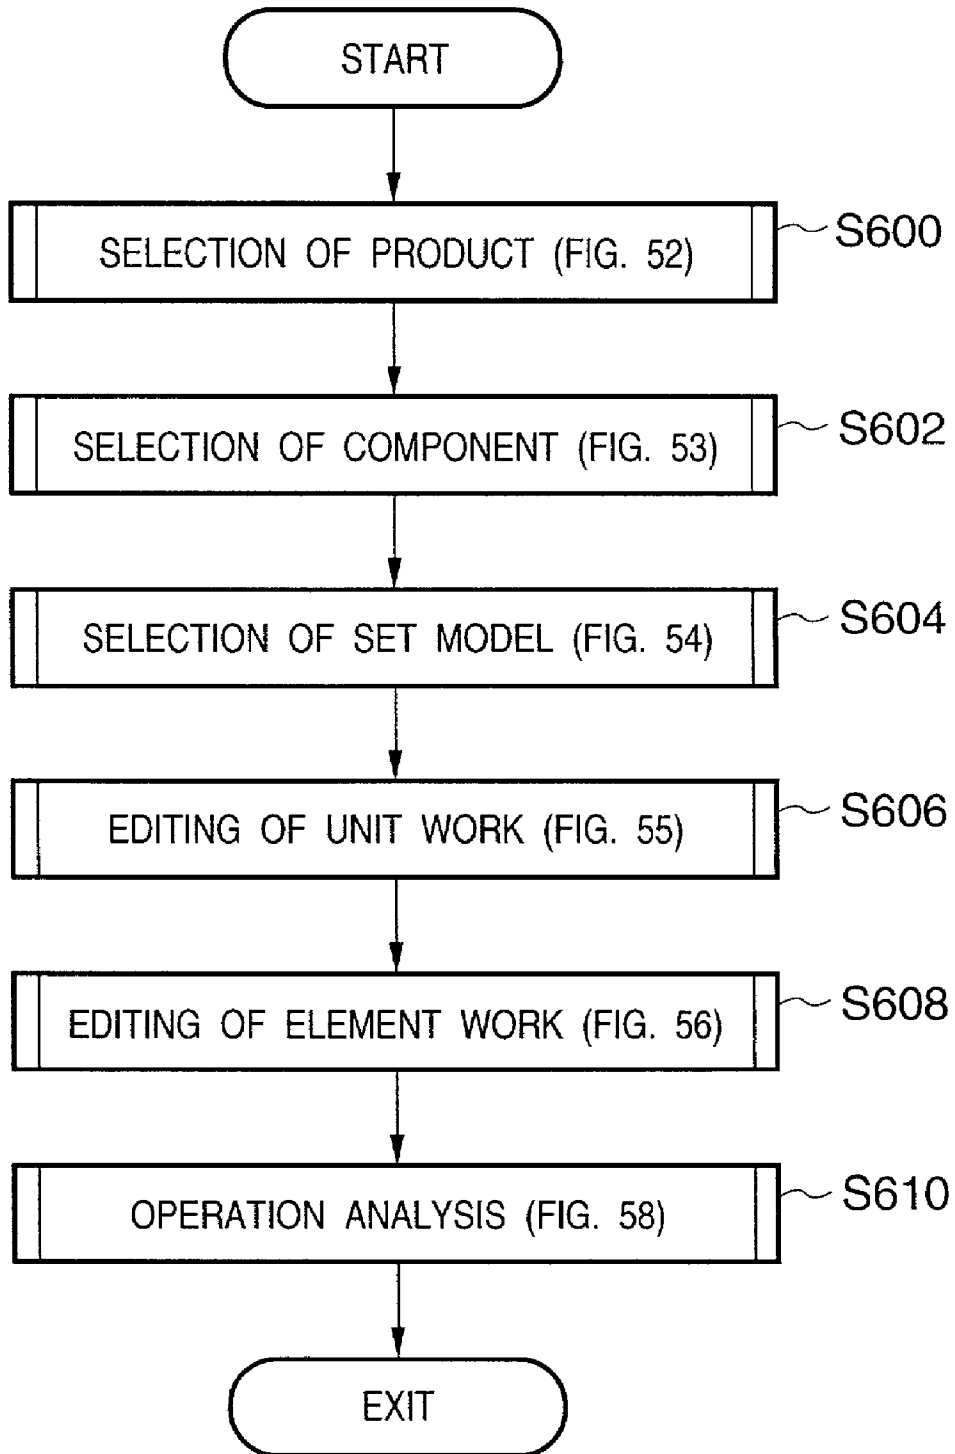 START
SELECTION OF PRODUCT (FIG. 52)
S600
SELECTION OF COMPONENT (FIG. 53)
S602
SELECTION OF SET MODEL (FIG. 54)
S604
EDITING OF UNIT WORK (FIG. 55)
S606
EDITING OF ELEMENT WORK (FIG. 56)
S608
OPERATION ANALYSIS (FIG. 58)
S610
EXIT